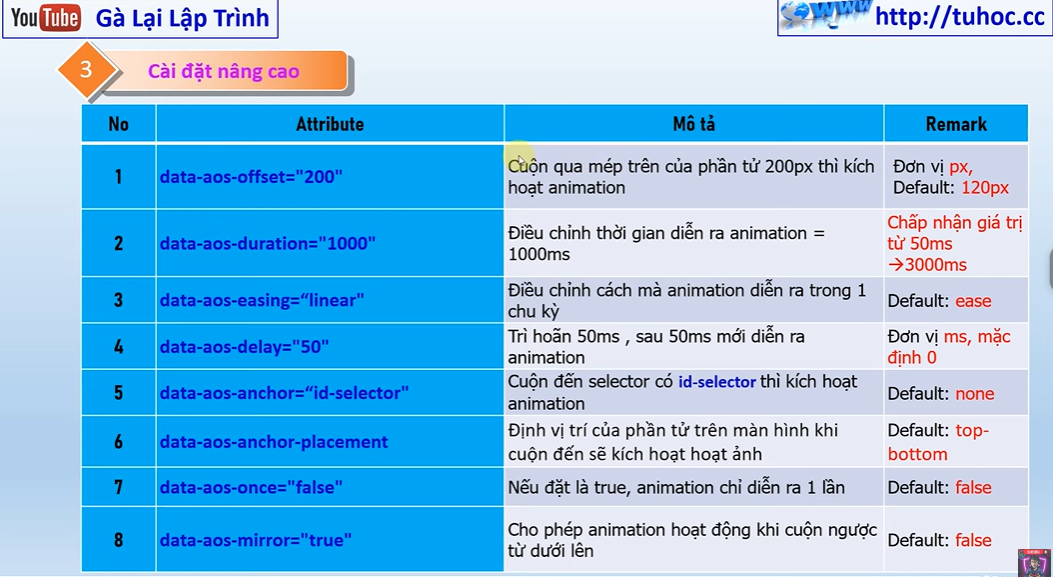 YouTube Gà Lại Lập Trình
www http://tuhoc.cc
3 Cài đặt nâng cao
No Attribute Mô tả Remark
1 data-aos-offset="200" Cuộn qua mép trên của phần tử 200px thì kích
hoạt animation
Đơn vị px,
Default: 120px
2 data-aos-duration="1000" Điều chỉnh thời gian diễn ra animation =
1000ms
Chấp nhận giá trị
từ 50ms
→3000ms
3 data-aos-easing=“linear" Điều chỉnh cách mà animation diễn ra trong 1
chu kỳ
Default: ease
4 data-aos-delay="50" Trì hoãn 50ms , sau 50ms mới diễn ra
animation
Đơn vị ms, mặc
định 0
5 data-aos-anchor=“id-selector" Cuộn đến selector có id-selector thì kích hoạt
animation
Default: none
6 data-aos-anchor-placement Định vị trí của phần tử trên màn hình khi
cuộn đến sẽ kích hoạt hoạt ảnh
Default: top-
bottom
7 data-aos-once="false" Nếu đặt là true, animation chỉ diễn ra 1 lần Default: false
8 data-aos-mirror="true" Cho phép animation hoạt động khi cuộn ngược
từ dưới lên
Default: false